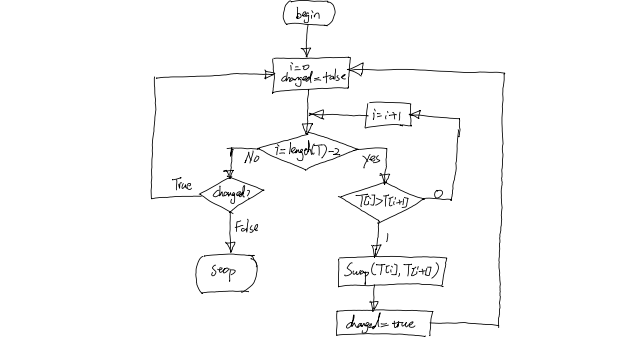 begin
i=0
changed=false
i=i+1
i=length(T)-2
No
yes
True
changed?
T[i]>T[i+1]
0
False
1
stop
Swap(T[i],T[i+1])
changed=true